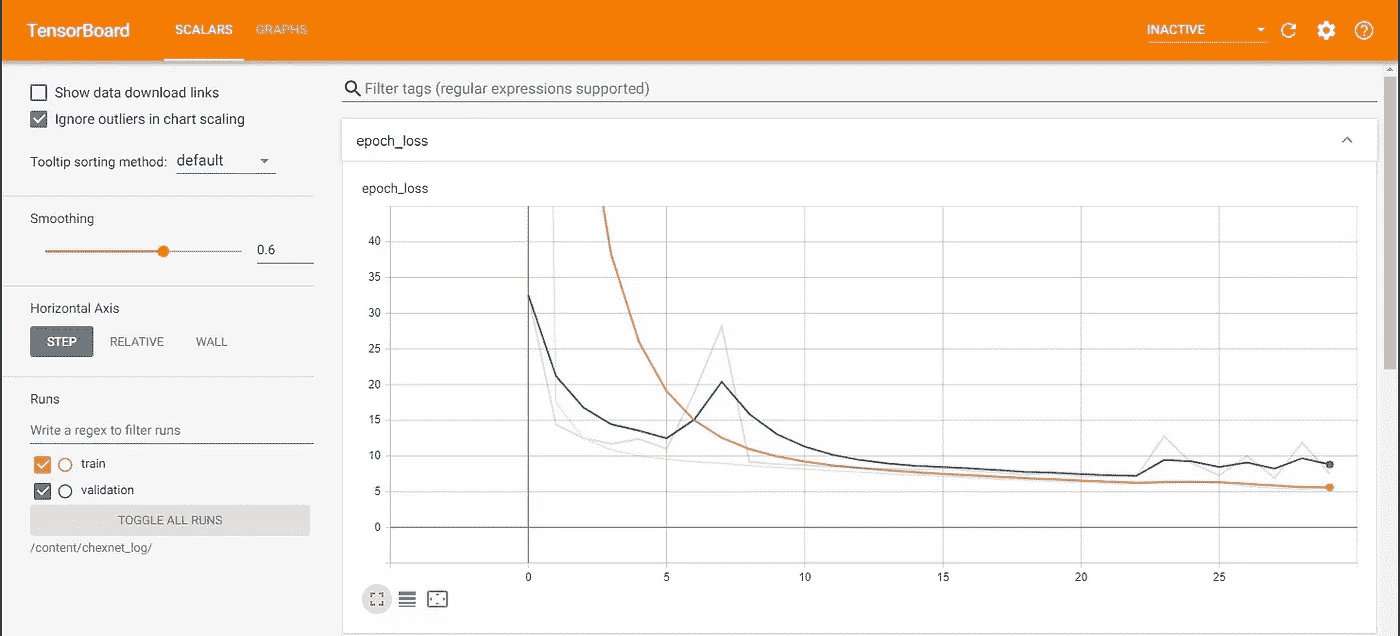 TensorBoard SCALARS GRAPHS INACTIVE
Show data download links
Ignore outliers in chart scaling
Tooltip sorting method: default
Smoothing
0.6
Horizontal Axis
STEP RELATIVE WALL
Runs
Write a regex to filter runs
train
validation
TOGGLE ALL RUNS
/content/chexnet_log/
Filter tags (regular expressions supported)
epoch_loss
epoch_loss
40
35
30
25
20
15
10
5
0
0 5 10 15 20 25